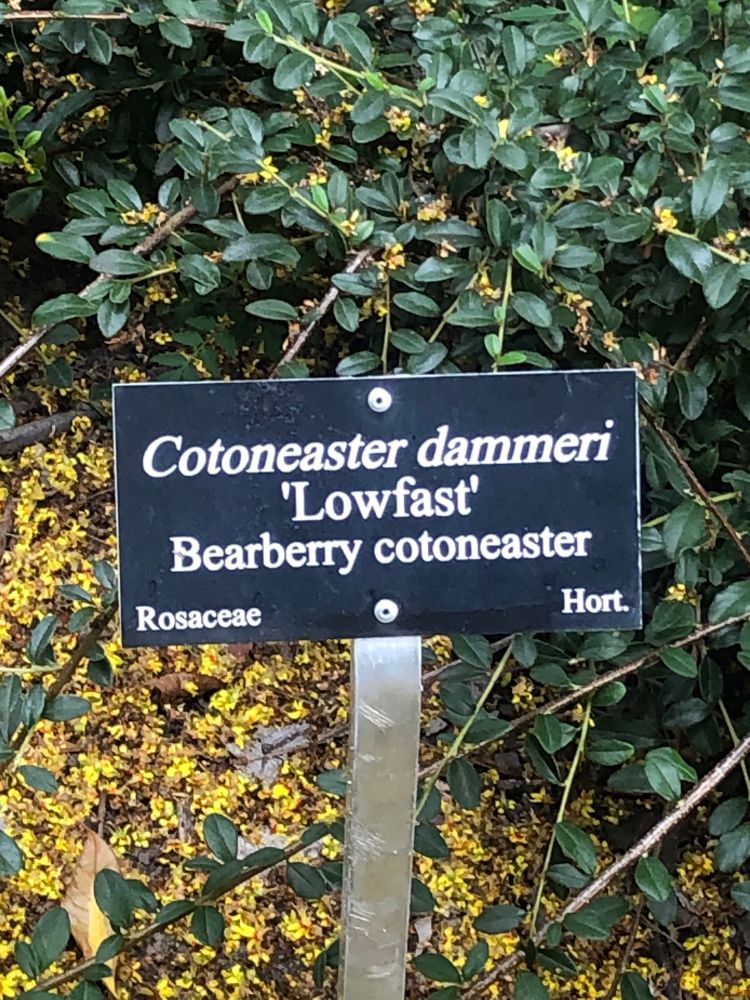 Cotoneaster dammeri
'Lowfast'
Bearberry cotoneaster
Rosaceae Hort.